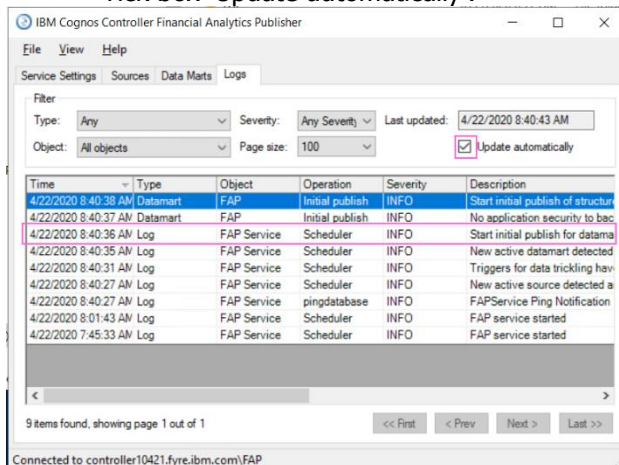 IBM Cognos Controller Financial Analytics Publisher
File View Help
Service Settings Sources Data Marts Logs
Filter
Type: Any Severity: Any Severity Last updated: 4/22/2020 8:40:43 AM
Object: All objects Page size: 100 Update automatically
Time Type Object Operation Severity Description
4/22/2020 8:40:38 AM Datamart FAP Initial publish INFO Start initial publish of structure
4/22/2020 8:40:37 AM Datamart FAP Initial publish INFO No application security to bac
4/22/2020 8:40:36 AM Log FAP Service Scheduler INFO Start initial publish for datama
4/22/2020 8:40:35 AM Log FAP Service Scheduler INFO New active datamart detected
4/22/2020 8:40:31 AM Log FAP Service Scheduler INFO Triggers for data trickling hav
4/22/2020 8:40:27 AM Log FAP Service Scheduler INFO New active source detected a
4/22/2020 8:40:27 AM Log FAP Service pingdatabase INFO FAPService Ping Notification
4/22/2020 8:01:43 AM Log FAP Service Scheduler INFO FAP service started
4/22/2020 7:45:33 AM Log FAP Service Scheduler INFO FAP service started
9 items found, showing page 1 out of 1 << First < Prev Next > Last >>
Connected to controller10421.fyre.ibm.com\FAP